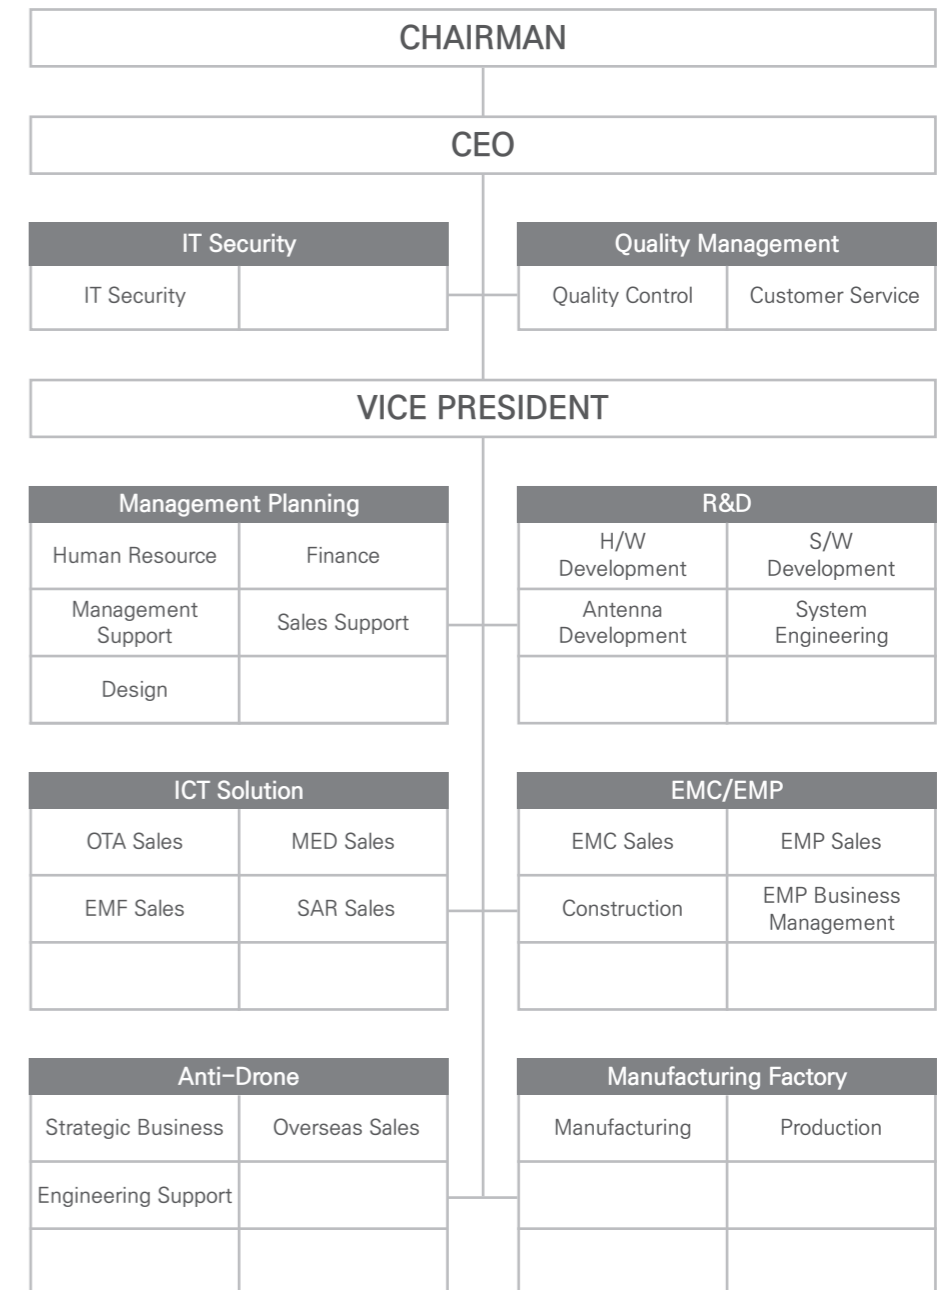 CHAIRMAN
CEO
IT Security
IT Security
Quality Management
Quality Control
Customer Service
VICE PRESIDENT
Management Planning
Human Resource
Finance
Management
Support
Sales Support
Design
R&D
H/W
Development
S/W
Development
Antenna
Development
System
Engineering
ICT Solution
OTA Sales
MED Sales
EMF Sales
SAR Sales
EMC/EMP
EMC Sales
EMP Sales
Construction
EMP Business
Management
Anti-Drone
Strategic Business
Overseas Sales
Engineering Support
Manufacturing Factory
Manufacturing
Production